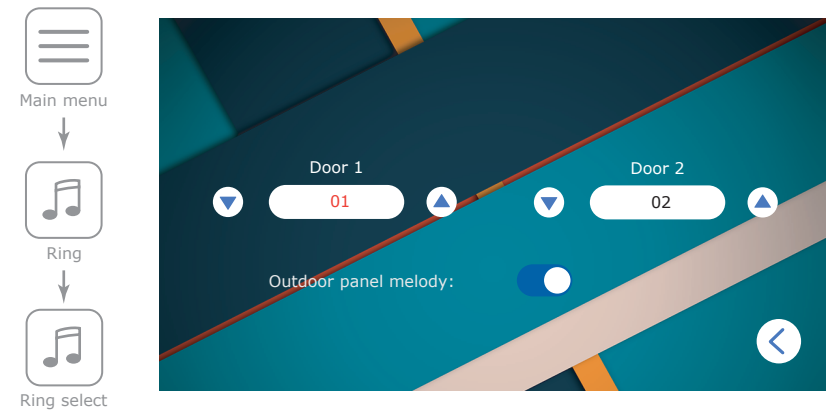 Main menu
Ring
Ring select
Door 1
Door 2
01
02
Outdoor panel melody: